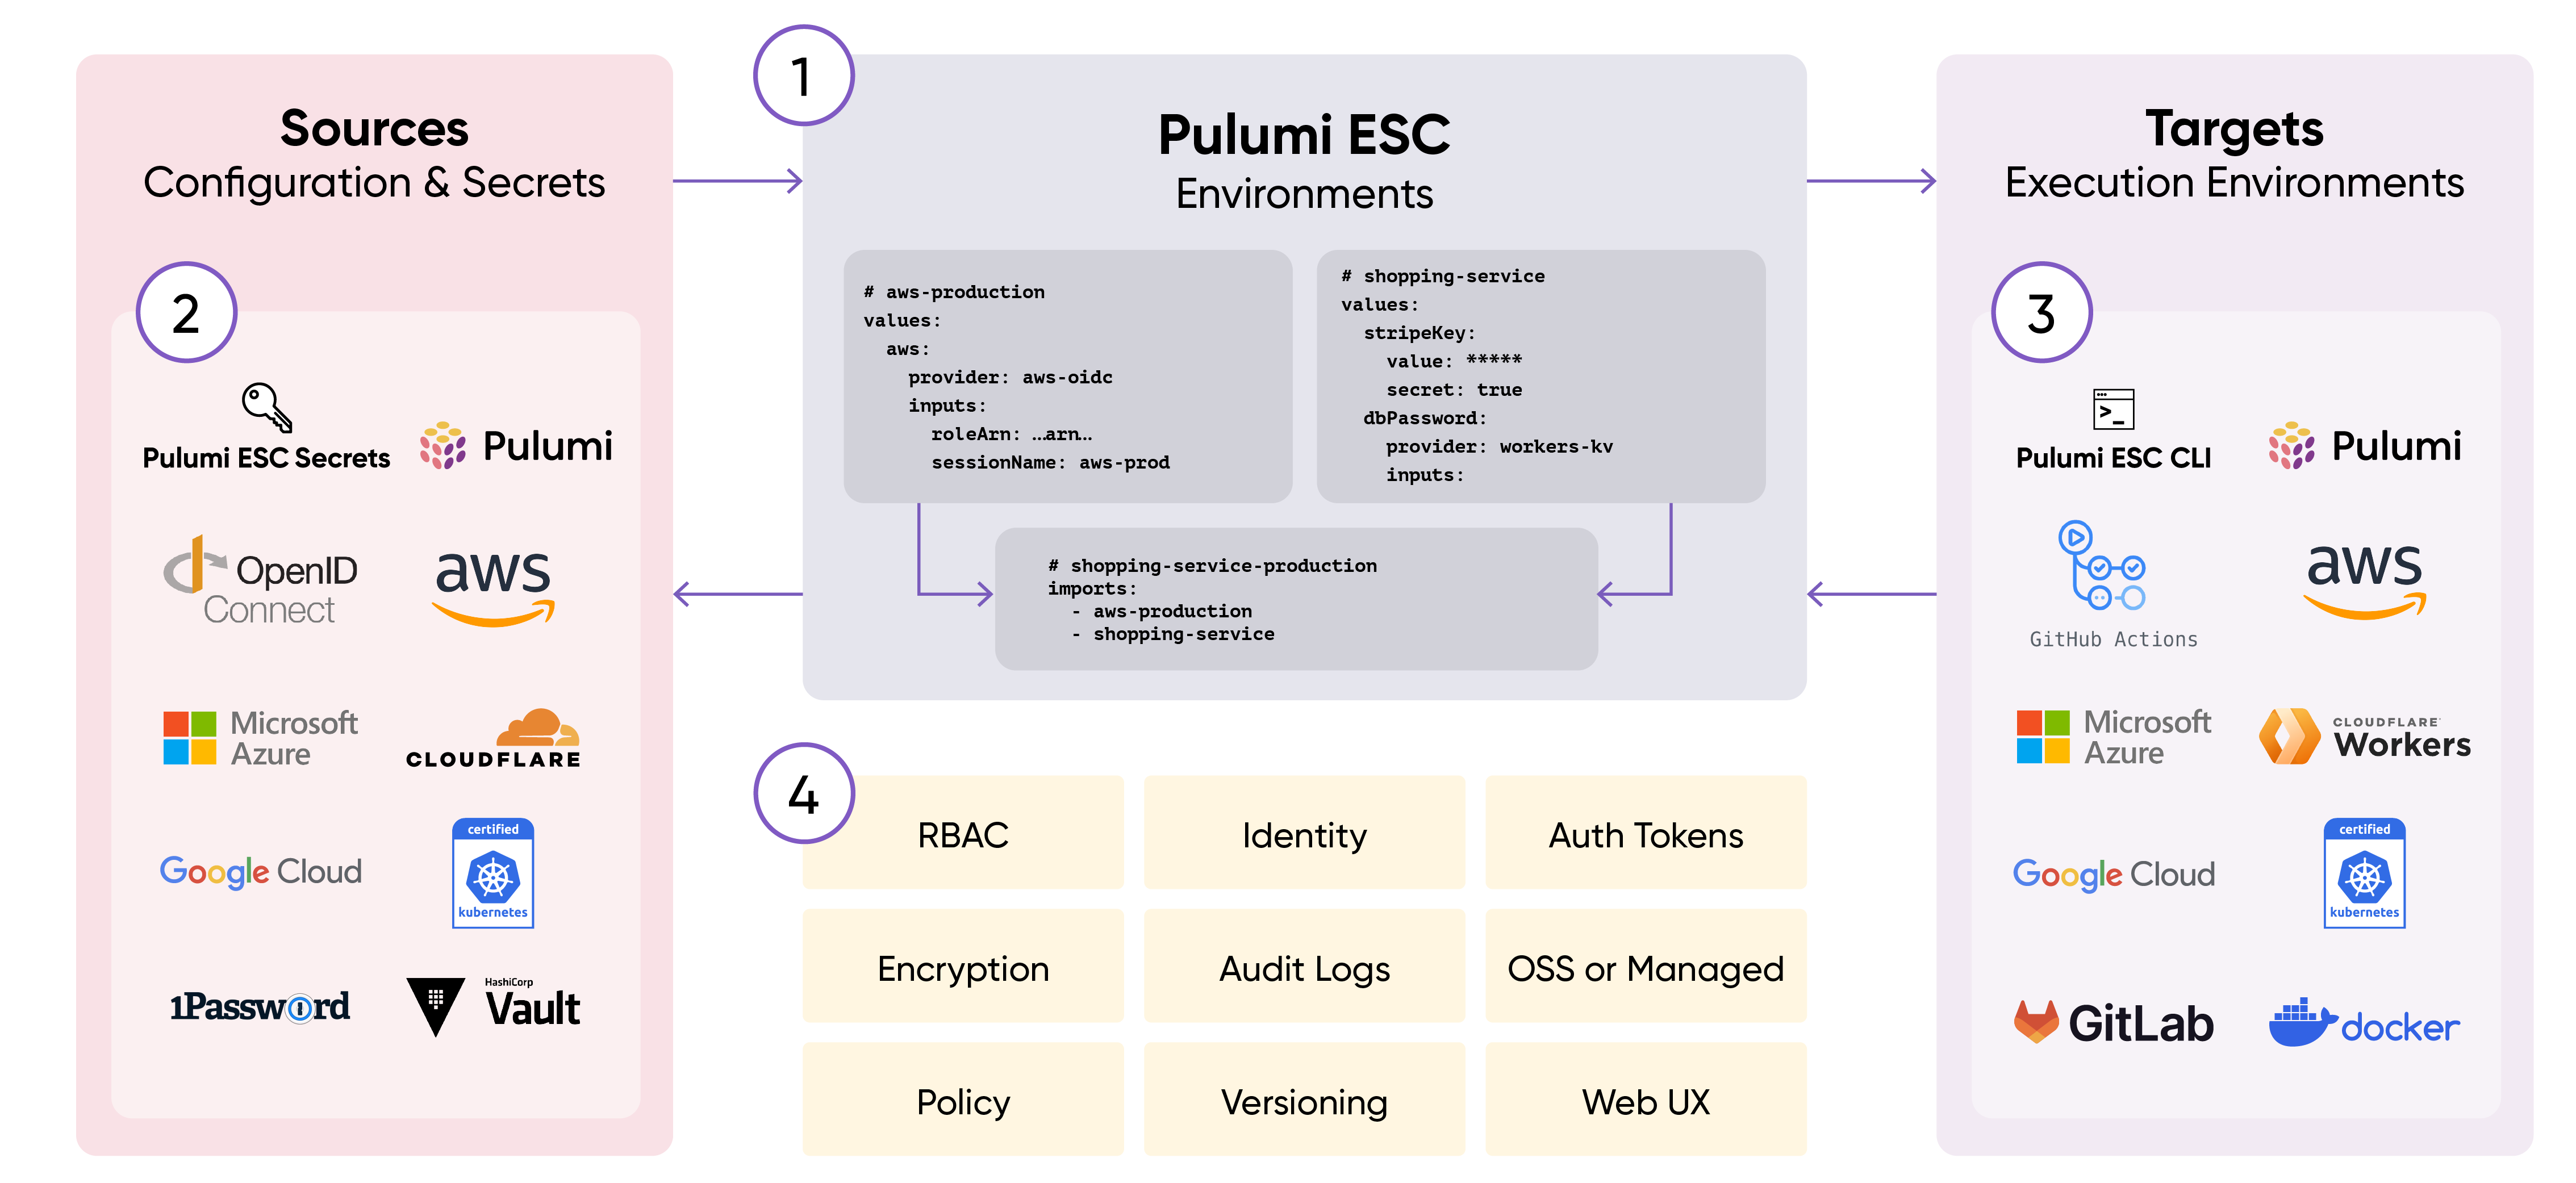 Sources
Configuration & Secrets
2
Pulumi ESC Secrets
Pulumi
OpenID
Connect
aws
Microsoft
Azure
CLOUDFLARE
Google Cloud
certified
kubernetes
1Password
HashiCorp
Vault
1
Pulumi ESC
Environments
# aws-production
values:
  aws:
    provider: aws-oidc
    inputs:
      roleArn: …arn…
      sessionName: aws-prod
# shopping-service
values:
  stripeKey:
    value: *****
    secret: true
  dbPassword:
    provider: workers-kv
    inputs:
# shopping-service-production
imports:
  - aws-production
  - shopping-service
4
RBAC
Identity
Auth Tokens
Encryption
Audit Logs
OSS or Managed
Policy
Versioning
Web UX
Targets
Execution Environments
3
>_
Pulumi ESC CLI
Pulumi
GitHub Actions
aws
Microsoft
Azure
CLOUDFLARE
Workers
Google Cloud
certified
kubernetes
GitLab
docker